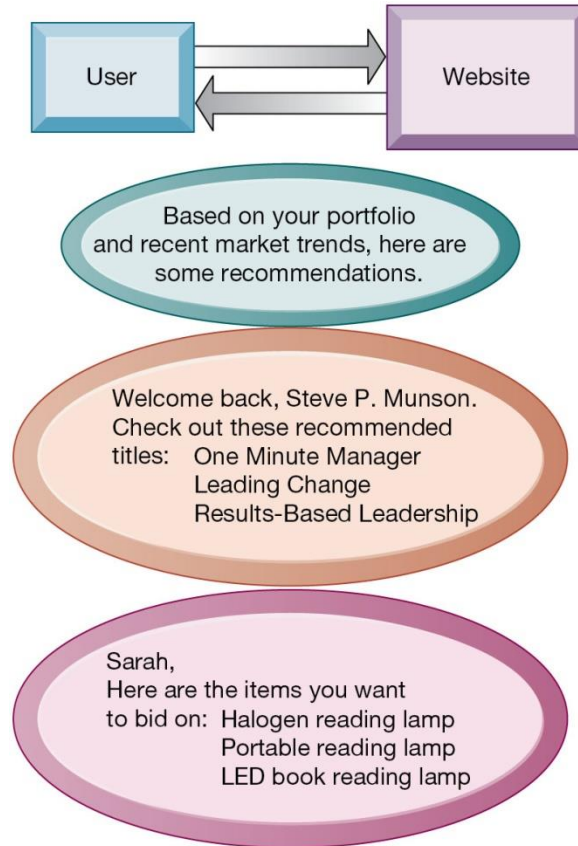 User
Website
Based on your portfolio
and recent market trends, here are
some recommendations.
Welcome back, Steve P. Munson.
Check out these recommended
titles: One Minute Manager
Leading Change
Results-Based Leadership
Sarah,
Here are the items you want
to bid on: Halogen reading lamp
Portable reading lamp
LED book reading lamp